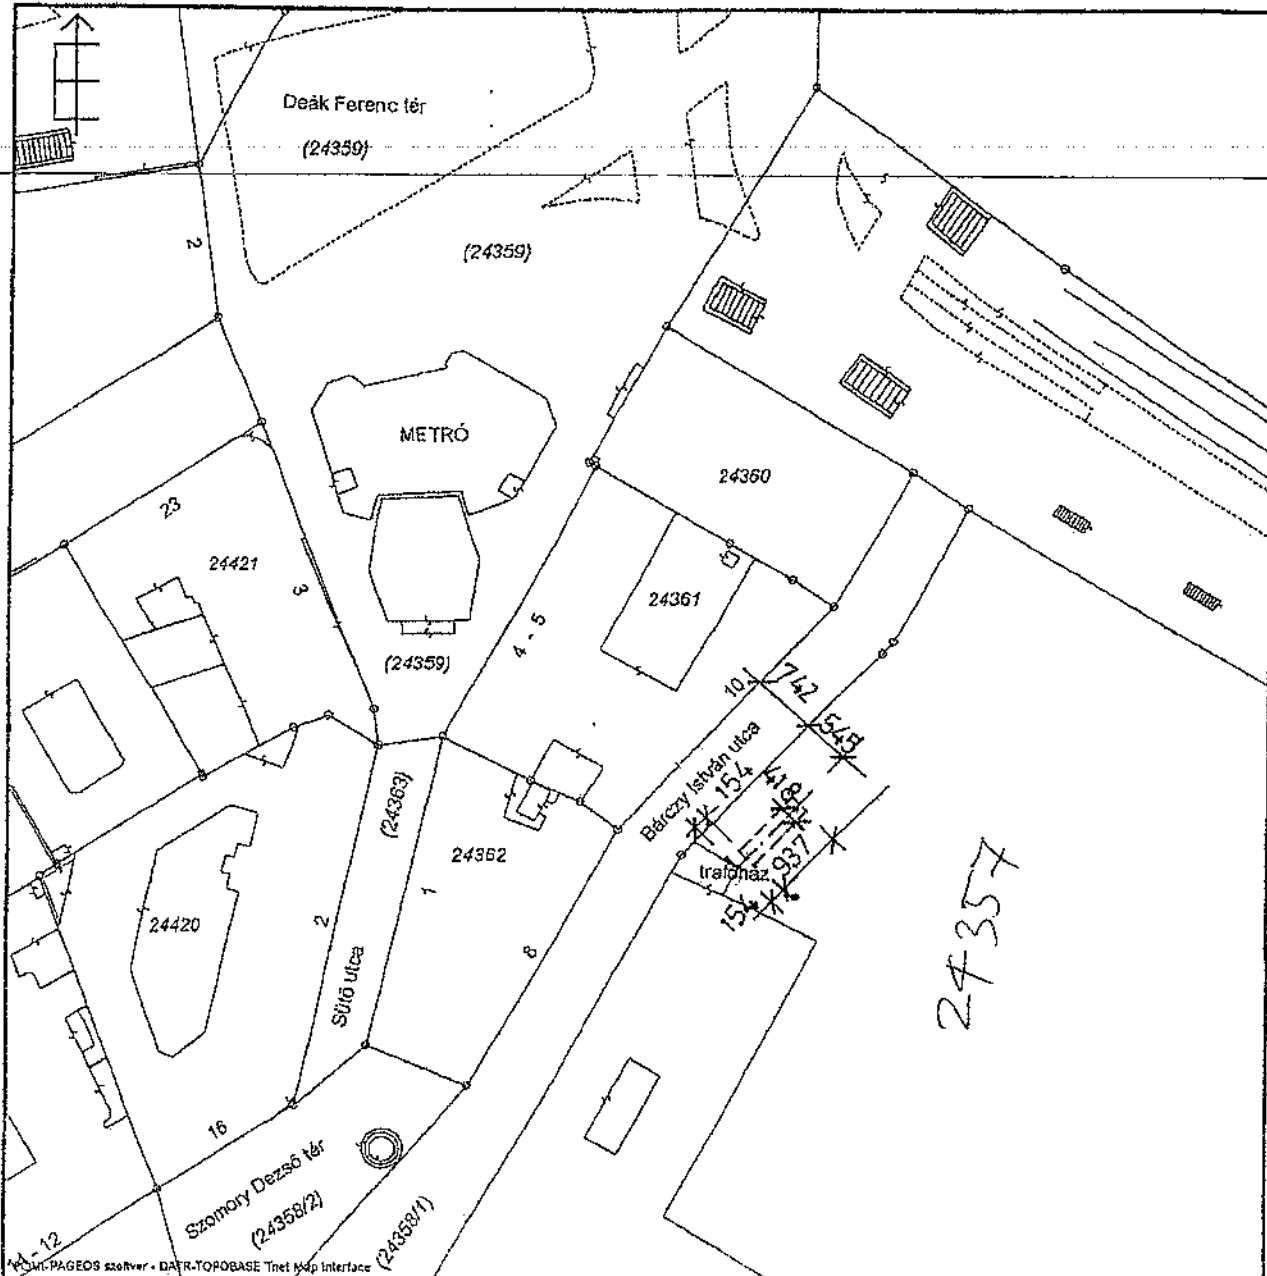 Deák Ferenc tér
(24359)
2
(24359)
METRÓ
24360
23
24421
3
24361
4 - 5
(24359)
10
742
545
Bárczy István utca
154
418
937
trafóház
154
(24363)
24362
1
24420
2
8
24357
Sütő utca
16
Szomory Dezső tér
(24358/2)
(24358/1)
11 - 12
PAGEOS szoftver - DATR-TOPOBASE Tnet Map Interface